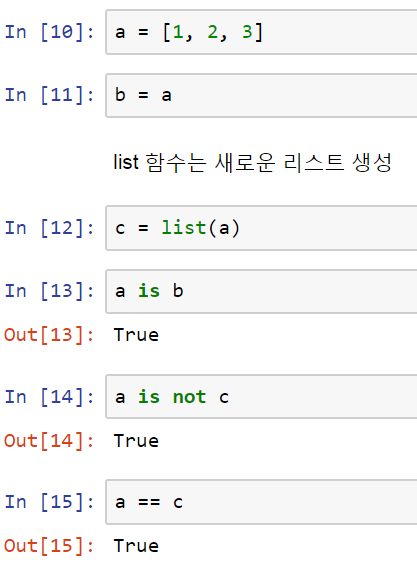 In [10]: a = [1, 2, 3]
In [11]: b = a
list 함수는 새로운 리스트 생성
In [12]: c = list(a)
In [13]: a is b
Out[13]: True
In [14]: a is not c
Out[14]: True
In [15]: a == c
Out[15]: True